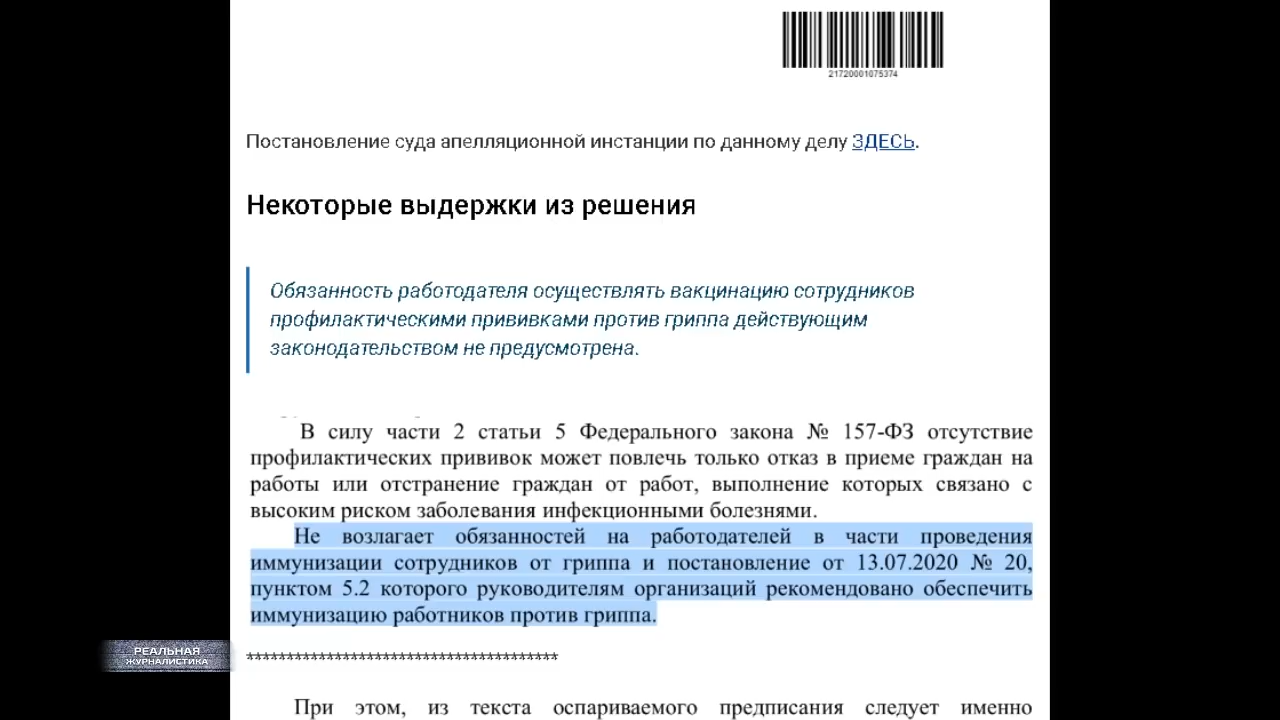 21720001075374
Постановление суда апелляционной инстанции по данному делу ЗДЕСЬ.
Некоторые выдержки из решения
Обязанность работодателя осуществлять вакцинацию сотрудников
профилактическими прививками против гриппа действующим
законодательством не предусмотрена.
В силу части 2 статьи 5 Федерального закона № 157-ФЗ отсутствие
профилактических прививок может повлечь только отказ в приеме граждан на
работы или отстранение граждан от работ, выполнение которых связано с
высоким риском заболевания инфекционными болезнями.
Не возлагает обязанностей на работодателей в части проведения
иммунизации сотрудников от гриппа и постановление от 13.07.2020 № 20,
пунктом 5.2 которого руководителям организаций рекомендовано обеспечить
иммунизацию работников против гриппа.
РЕАЛЬНАЯ
ЖУРНАЛИСТИКА
***************************************
При этом, из текста оспариваемого предписания следует именно